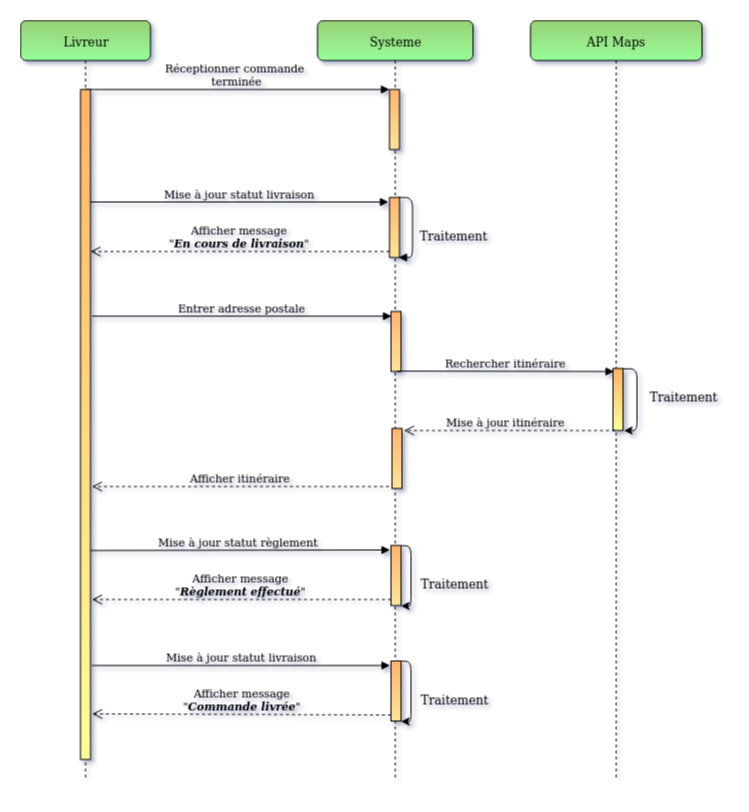 Livreur
Systeme
API Maps
Réceptionner commande
terminée
Mise à jour statut livraison
Afficher message
"En cours de livraison"
Traitement
Entrer adresse postale
Rechercher itinéraire
Traitement
Mise à jour itinéraire
Afficher itinéraire
Mise à jour statut règlement
Afficher message
"Règlement effectué"
Traitement
Mise à jour statut livraison
Afficher message
"Commande livrée"
Traitement